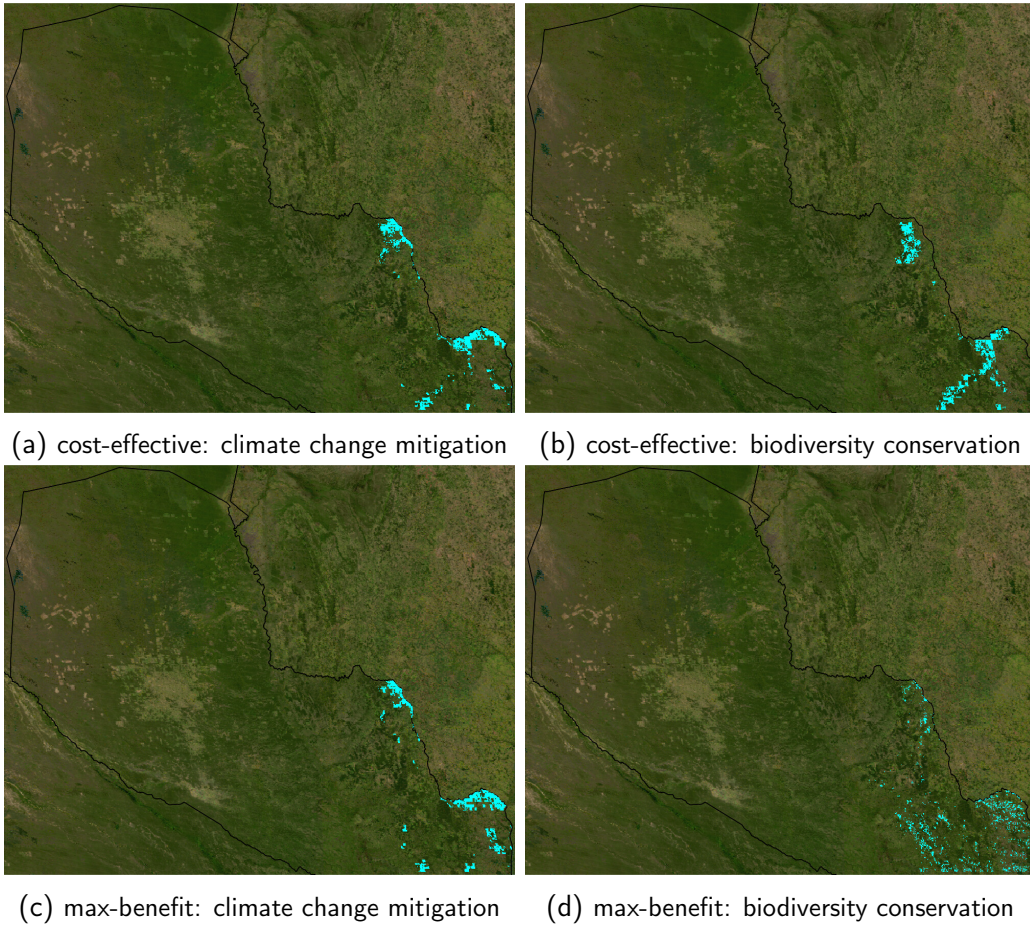 (a) cost-effective: climate change mitigation
(b) cost-effective: biodiversity conservation
(c) max-benefit: climate change mitigation
(d) max-benefit: biodiversity conservation